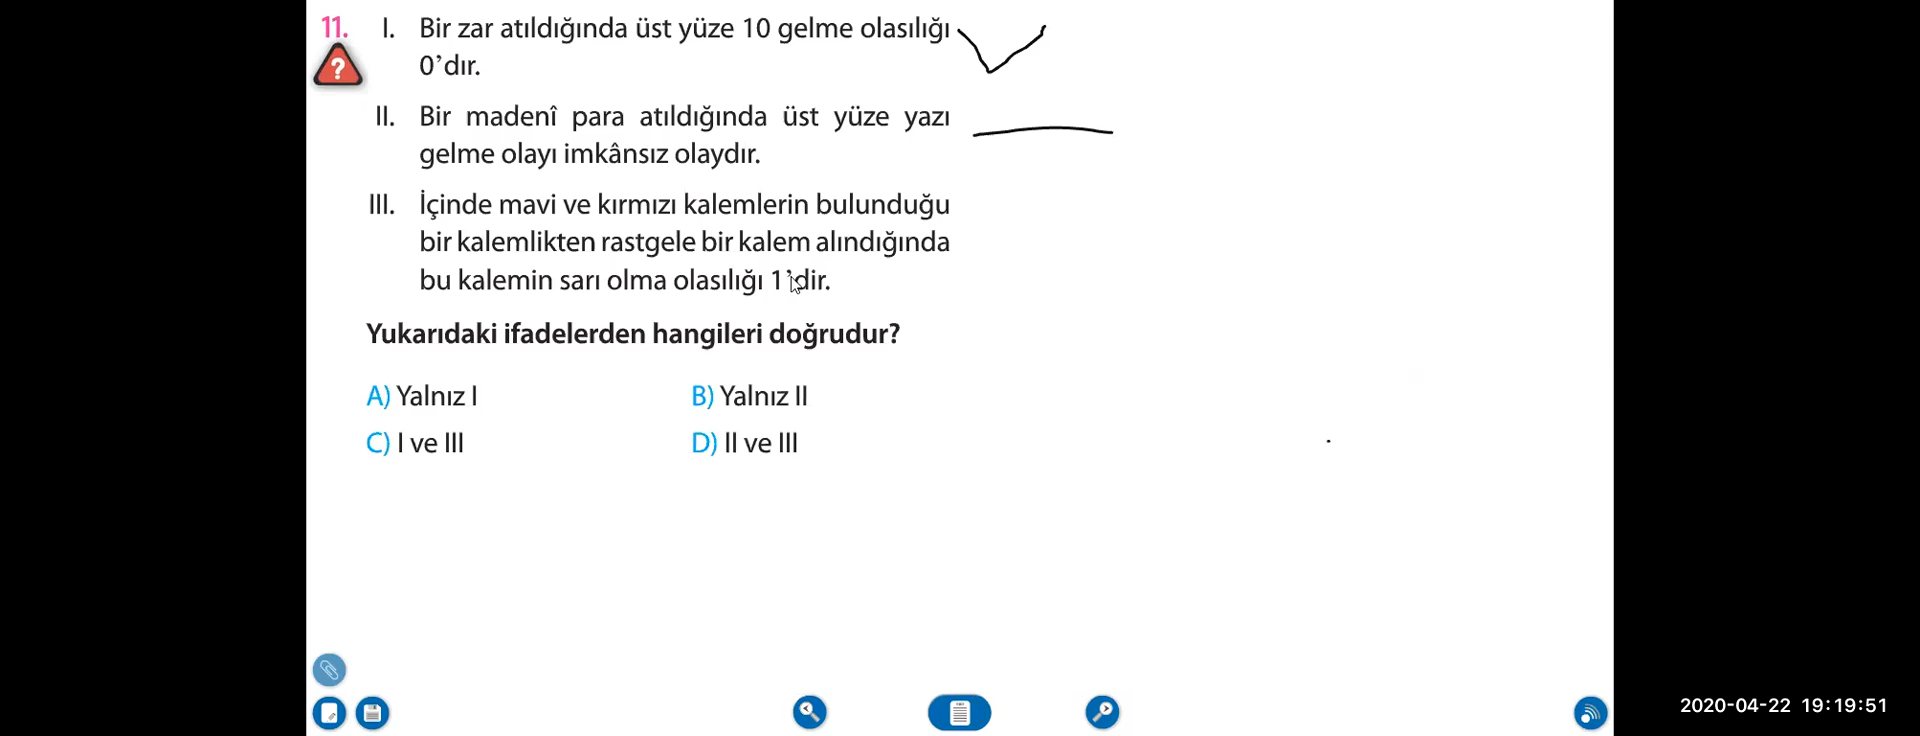 11. I. Bir zar atıldığında üst yüze 10 gelme olasılığı
0’dır.
?
II. Bir madenî para atıldığında üst yüze yazı
gelme olayı imkânsız olaydır.
III. İçinde mavi ve kırmızı kalemlerin bulunduğu
bir kalemlikten rastgele bir kalem alındığında
bu kalemin sarı olma olasılığı 1’dir.
Yukarıdaki ifadelerden hangileri doğrudur?
A) Yalnız I B) Yalnız II
C) I ve III D) II ve III
2020-04-22 19:19:51